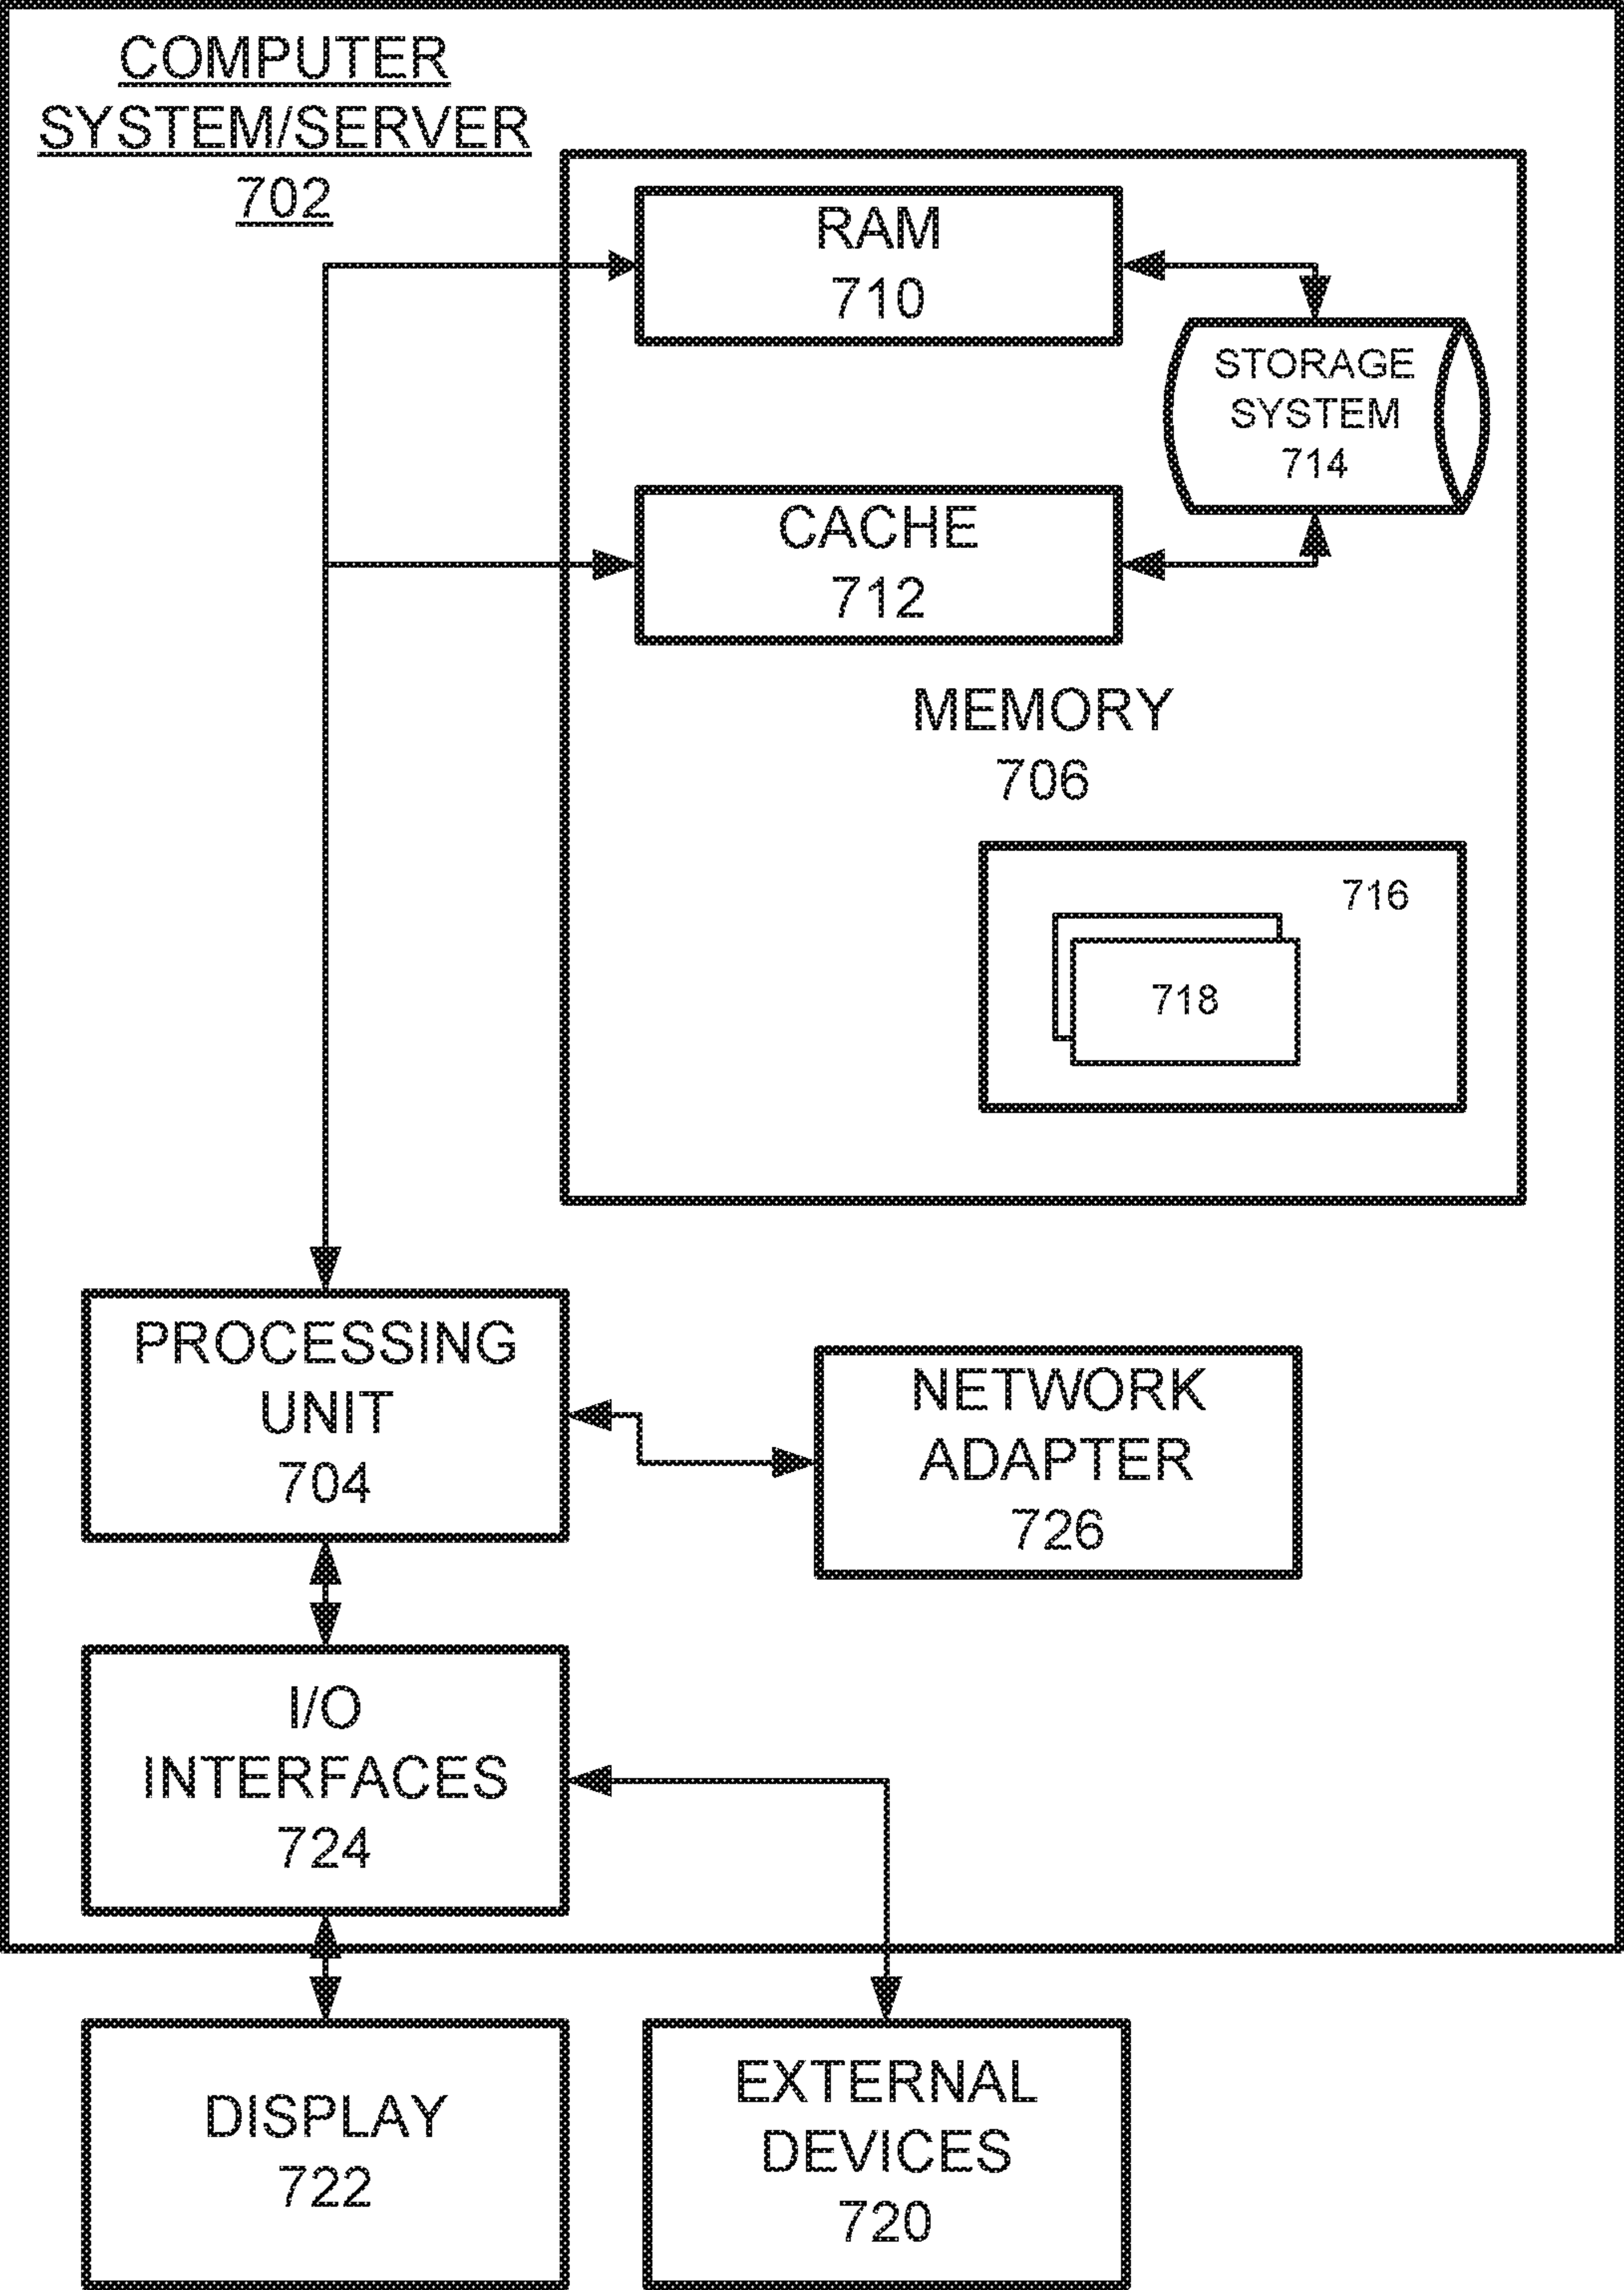 COMPUTER
SYSTEM/SERVER
702
RAM
710
STORAGE
SYSTEM
714
CACHE
712
MEMORY
706
716
718
PROCESSING
UNIT
704
NETWORK
ADAPTER
726
I/O
INTERFACES
724
DISPLAY
722
EXTERNAL
DEVICES
720